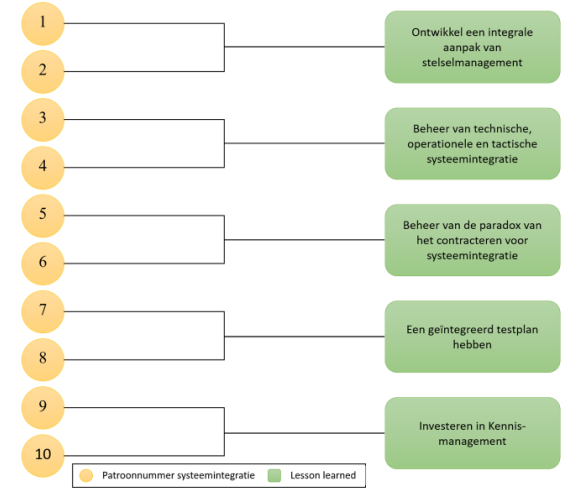 1
Ontwikkel een integrale
aanpak van
stelselmanagement
2
3
Beheer van technische,
operationele en tactische
systeemintegratie
4
5
Beheer van de paradox van
het contracteren voor
systeemintegratie
6
7
Een geïntegreerd testplan
hebben
8
9
Investeren in Kennis-
management
10
Patroonnummer systeemintegratie
Lesson learned